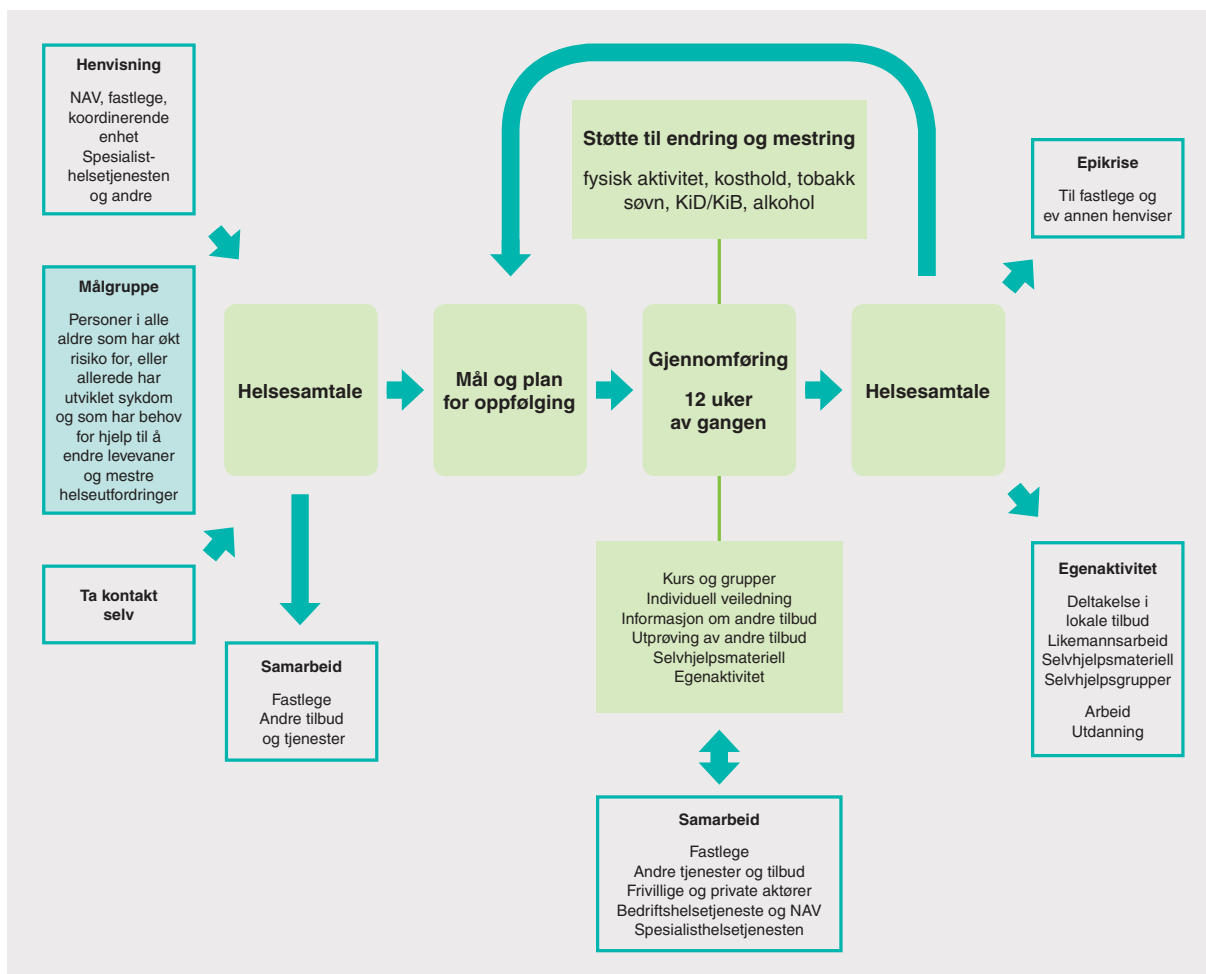 Henvisning
NAV, fastlege,
koordinerende
enhet
Spesialist-
helsetjenesten
og andre
Målgruppe
Personer i alle
aldre som har økt
risiko for, eller
allerede har
utviklet sykdom
og som har behov
for hjelp til å
endre levevaner
og mestre
helseutfordringer
Ta kontakt
selv
Helsesamtale
Samarbeid
Fastlege
Andre tilbud
og tjenester
Mål og plan
for oppfølging
Støtte til endring og mestring
fysisk aktivitet, kosthold, tobakk
søvn, KiD/KiB, alkohol
Gjennomføring
12 uker
av gangen
Kurs og grupper
Individuell veiledning
Informasjon om andre tilbud
Utprøving av andre tilbud
Selvhjelpsmateriell
Egenaktivitet
Samarbeid
Fastlege
Andre tjenester og tilbud
Frivillige og private aktører
Bedriftshelsetjeneste og NAV
Spesialisthelsetjenesten
Helsesamtale
Epikrise
Til fastlege og
ev annen henviser
Egenaktivitet
Deltakelse i
lokale tilbud
Likemannsarbeid
Selvhjelpsmateriell
Selvhjelpsgrupper
Arbeid
Utdanning